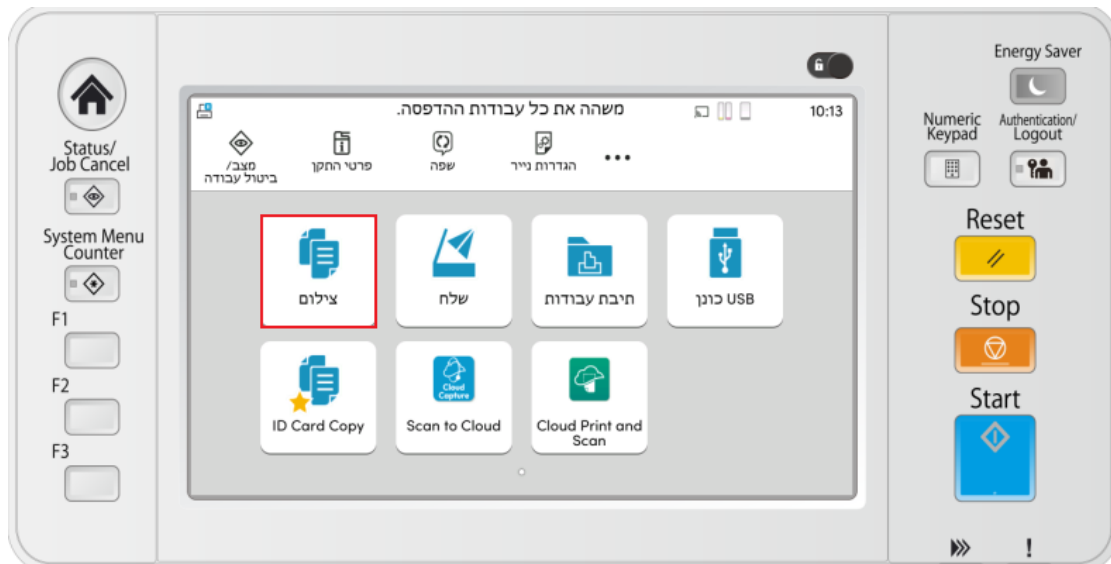 Energy Saver
Status/
Job Cancel
System Menu
Counter
F1
F2
F3
משהה את כל עבודות ההדפסה.
10:13
מצב/
ביטול עבודה
פרטי התקן
שפה
הגדרות נייר
צילום
שלח
תיבת עבודות
כונן USB
ID Card Copy
Cloud Capture
Scan to Cloud
Cloud Print and
Scan
Numeric
Keypad
Authentication/
Logout
Reset
Stop
Start